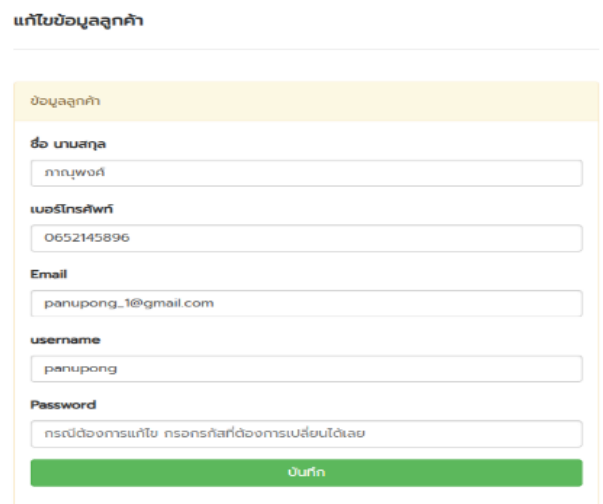 แก้ไขข้อมูลลูกค้า
ข้อมูลลูกค้า
ชื่อ นามสกุล
ภาณุพงศ์
เบอร์โทรศัพท์
0652145896
Email
panupong_1@gmail.com
username
panupong
Password
กรณีต้องการแก้ไข กรอกรหัสที่ต้องการเปลี่ยนได้เลย
บันทึก